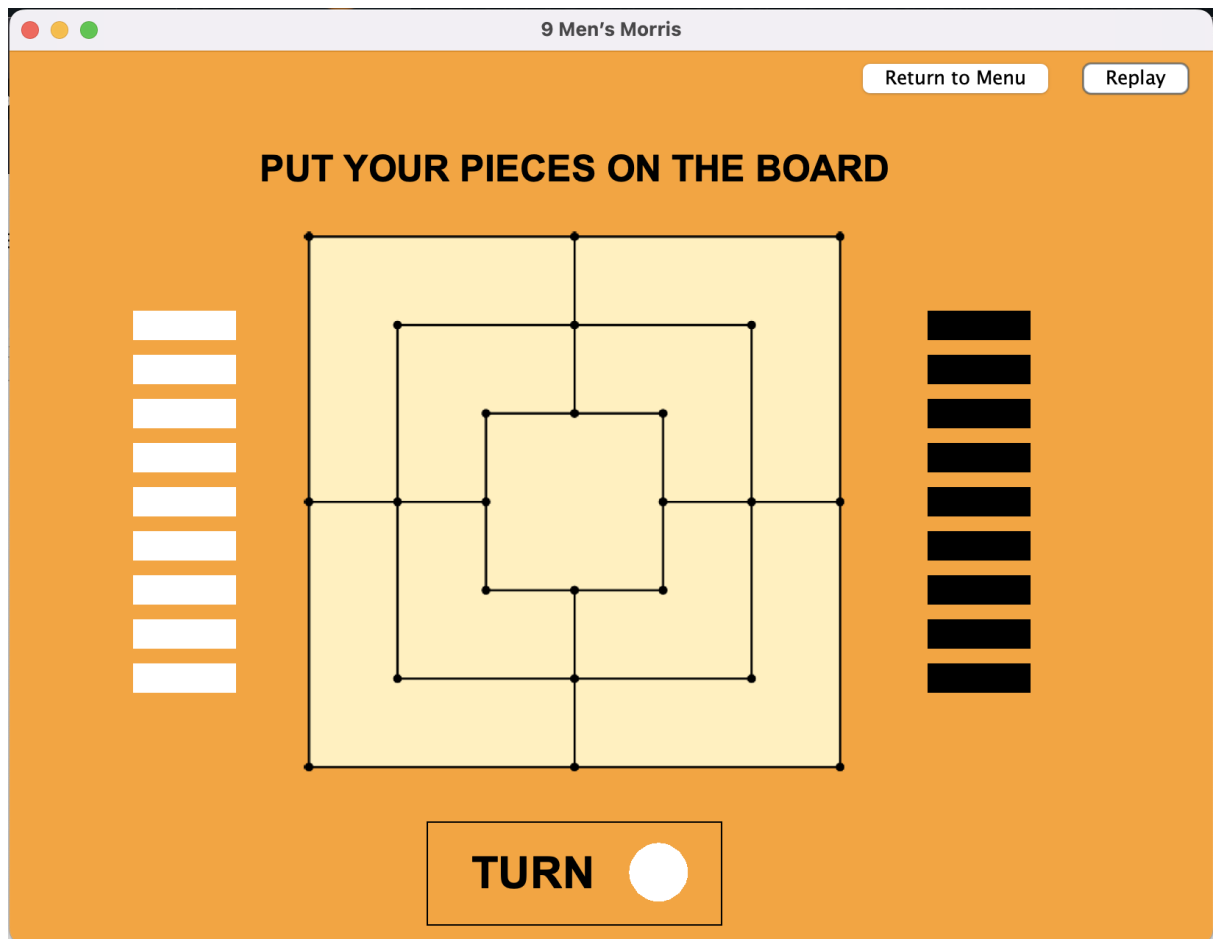 9 Men’s Morris
Return to Menu
Replay
PUT YOUR PIECES ON THE BOARD
TURN